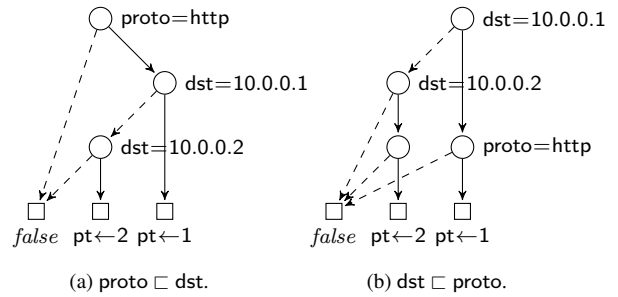 proto=http
dst=10.0.0.1
dst=10.0.0.2
false pt←2 pt←1
(a) proto ⊏ dst.
dst=10.0.0.1
dst=10.0.0.2
proto=http
false pt←2 pt←1
(b) dst ⊏ proto.